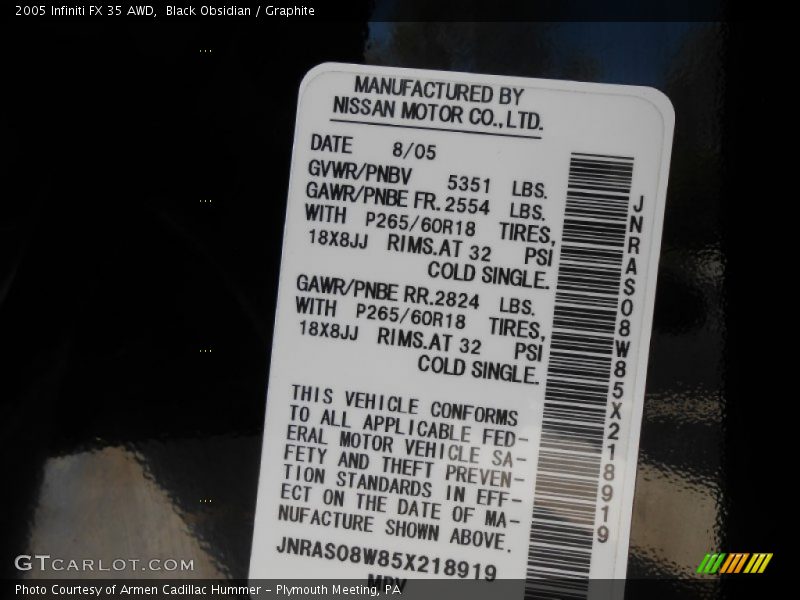 2005 Infiniti FX 35 AWD,  Black Obsidian / Graphite
MANUFACTURED BY
NISSAN MOTOR CO.,LTD.
DATE 8/05
GVWR/PNBV 5351 LBS.
GAWR/PNBE FR. 2554 LBS.
WITH P265/60R18 TIRES,
18X8JJ RIMS.AT 32 PSI
COLD SINGLE.
GAWR/PNBE RR.2824 LBS.
WITH P265/60R18 TIRES,
18X8JJ RIMS.AT 32 PSI
COLD SINGLE.
THIS VEHICLE CONFORMS
TO ALL APPLICABLE FED-
ERAL MOTOR VEHICLE SA-
FETY AND THEFT PREVEN-
TION STANDARDS IN EFF-
ECT ON THE DATE OF MA-
NUFACTURE SHOWN ABOVE.
JNRAS08W85X218919
MPV
JNRAS08W85X218919
GTCARLOT.COM
Photo Courtesy of Armen Cadillac Hummer - Plymouth Meeting, PA